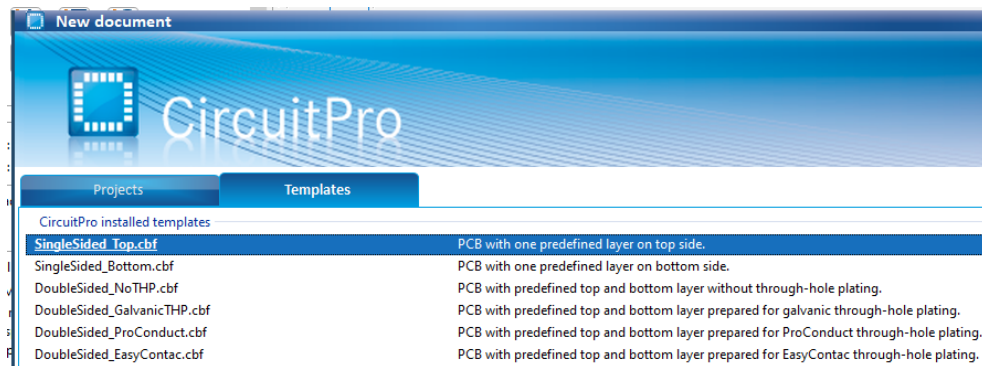 New document
CircuitPro
Projects Templates
CircuitPro installed templates
SingleSided_Top.cbf PCB with one predefined layer on top side.
SingleSided_Bottom.cbf PCB with one predefined layer on bottom side.
DoubleSided_NoTHP.cbf PCB with predefined top and bottom layer without through-hole plating.
DoubleSided_GalvanicTHP.cbf PCB with predefined top and bottom layer prepared for galvanic through-hole plating.
DoubleSided_ProConduct.cbf PCB with predefined top and bottom layer prepared for ProConduct through-hole plating.
DoubleSided_EasyContac.cbf PCB with predefined top and bottom layer prepared for EasyContac through-hole plating.